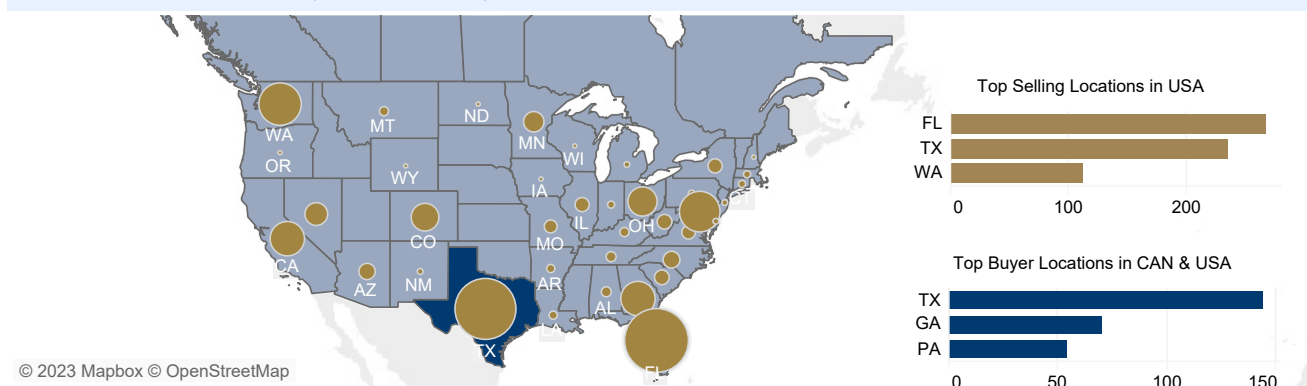 WA
MT
ND
MN
OR
WY
WI
IA
IL
OH
CO
MO
CA
AZ
NM
AR
AL
LA
TX
FL
© 2023 Mapbox © OpenStreetMap
Top Selling Locations in USA
FL
TX
WA
0 100 200
Top Buyer Locations in CAN & USA
TX
GA
PA
0 50 100 150